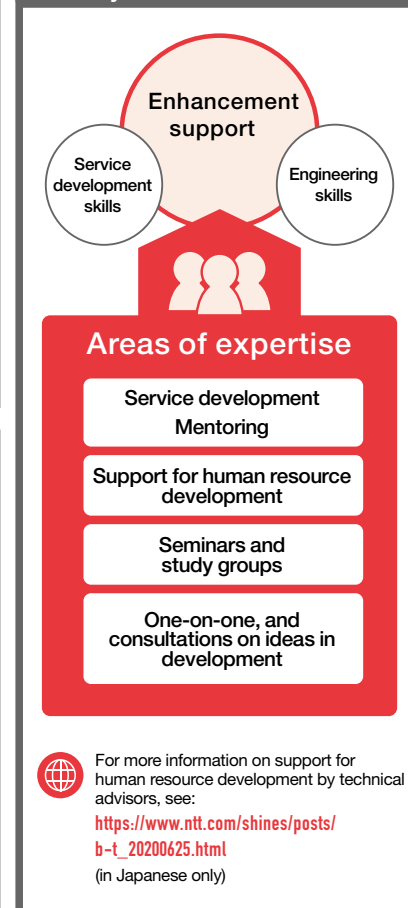 Enhancement
support
Service
development
skills
Engineering
skills
Areas of expertise
Service development
Mentoring
Support for human resource
development
Seminars and
study groups
One-on-one, and
consultations on ideas in
development
For more information on support for
human resource development by technical
advisors, see:
https://www.ntt.com/shines/posts/
b-t_20200625.html
(in Japanese only)